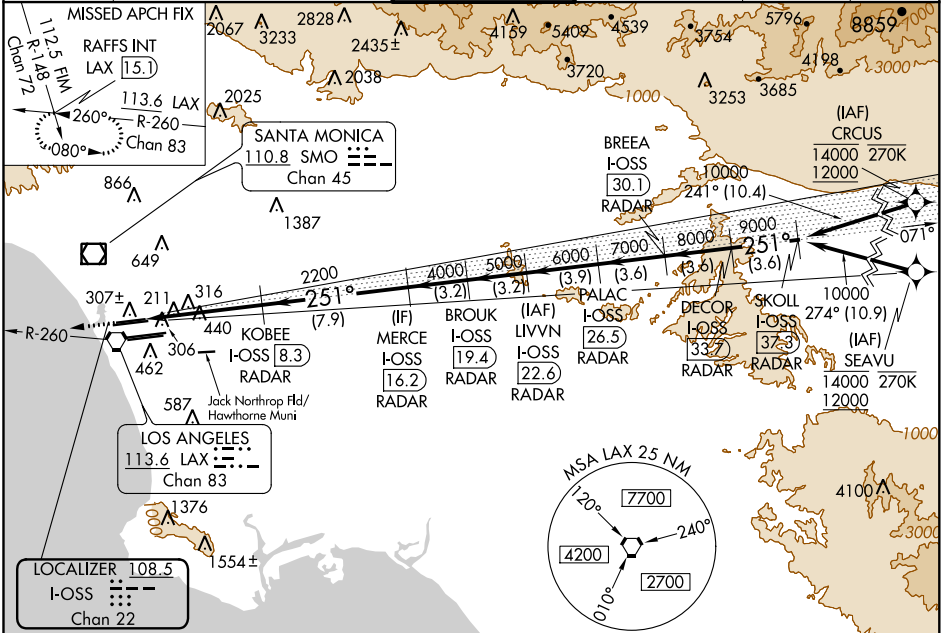 MISSED APCH FIX
112.5 FIM
R-148
Chan 72
RAFFS INT
LAX 15.1
113.6 LAX
R-260
Chan 83
260°
080°
2067
3233
2828
2435±
2038
2025
4159
5409
4539
3720
3754
5796
4198
8859
7000
3253
3685
3000
1000
SANTA MONICA
110.8 SMO
Chan 45
866
649
1387
BREEA
I-OSS
30.1
RADAR
(IAF)
CRCUS
14000 270K
12000
10000
241° (10.4)
071°
2200
251°
(7.9)
4000
(3.2)
5000
(3.2)
6000
(3.9)
7000
(3.6)
8000
(3.6)
9000
251°
(3.6)
10000
274° (10.9)
307±
211
316
440
306
462
587
R-260
KOBEE
I-OSS 8.3
RADAR
(IF)
MERCE
I-OSS
16.2
RADAR
BROUK
I-OSS
19.4
RADAR
(IAF)
LIVVN
I-OSS
22.6
RADAR
PALAC
I-OSS
26.5
RADAR
DECOR
I-OSS
33.7
RADAR
SKOLL
I-OSS
37.3
RADAR
(IAF)
SEAVU
14000 270K
12000
Jack Northrop Fld/
Hawthorne Muni
LOS ANGELES
113.6 LAX
Chan 83
1376
1554±
1000
LOCALIZER 108.5
I-OSS
Chan 22
MSA LAX 25 NM
120°
7700
240°
4200
2700
010°
4100
1000
3000